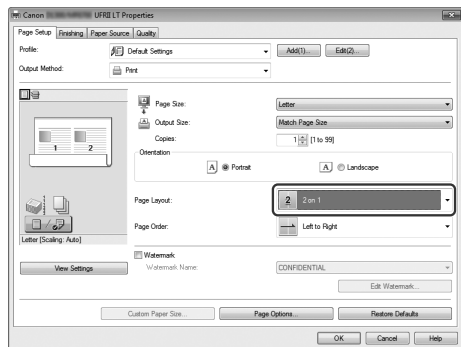 Canon UFRII LT Properties
Page Setup Finishing Paper Source Quality
Profile: Default Settings Add(1)... Edit(2)...
Output Method: Print
Page Size: Letter
Output Size: Match Page Size
Copies: 1 [1 to 99]
Orientation
A Portrait A Landscape
1 2
Page Layout: 2 2 on 1
Page Order: Left to Right
Letter [Scaling: Auto]
Watermark
View Settings Watermark Name: CONFIDENTIAL
Edit Watermark...
Custom Paper Size... Page Options... Restore Defaults
OK Cancel Help